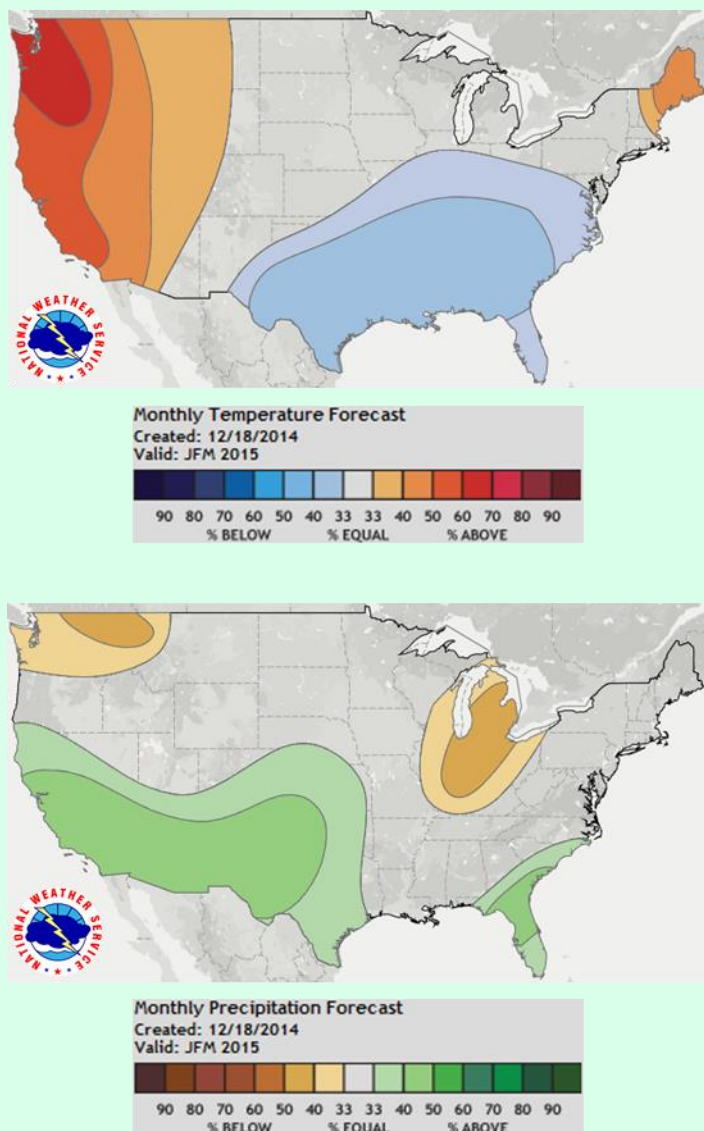 NATIONAL WEATHER SERVICE
Monthly Temperature Forecast
Created: 12/18/2014
Valid: JFM 2015
90 80 70 60 50 40 33 33 40 50 60 70 80 90
% BELOW % EQUAL % ABOVE
NATIONAL WEATHER SERVICE
Monthly Precipitation Forecast
Created: 12/18/2014
Valid: JFM 2015
90 80 70 60 50 40 33 33 40 50 60 70 80 90
% BELOW % EQUAL % ABOVE